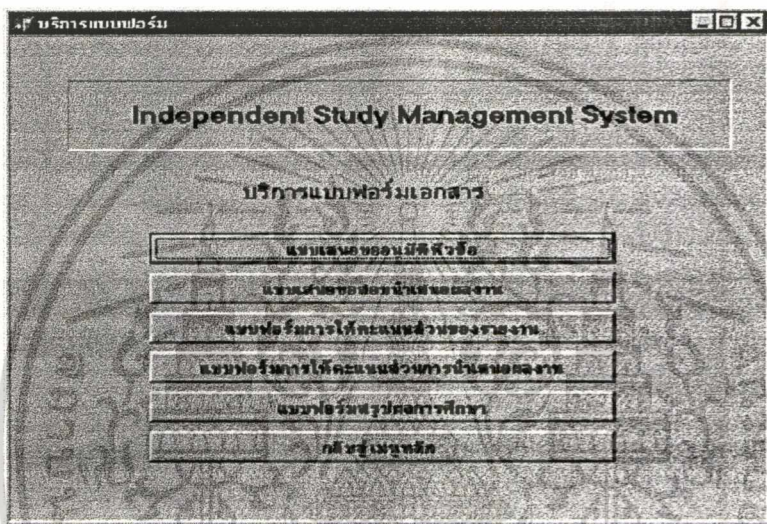 บริการแบบฟอร์ม
Independent Study Management System
บริการแบบฟอร์มเอกสาร
แบบเสนอขออนุมัติหัวข้อ
แบบเสนอขอสอบนำเสนอผลงาน
แบบฟอร์มการให้คะแนนส่วนของรายงาน
แบบฟอร์มการให้คะแนนส่วนการนำเสนอผลงาน
แบบฟอร์มสรุปผลการศึกษา
กลับสู่เมนูหลัก